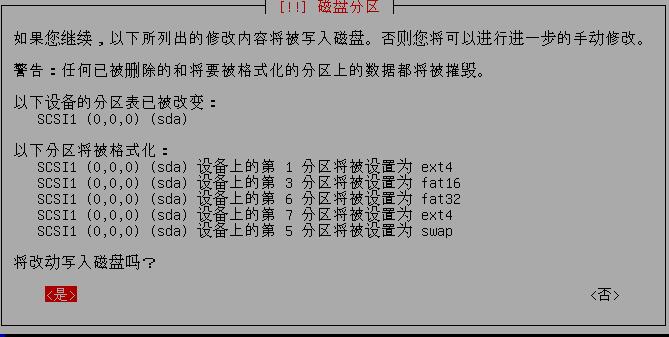 [!!] 磁盘分区
如果您继续，以下所列出的修改内容将被写入磁盘。否则您将可以进行进一步的手动修改。
警告：任何已被删除的和将要被格式化的分区上的数据都将被摧毁。
以下设备的分区表已被改变：
SCSI1 (0,0,0) (sda)
以下分区将被格式化：
SCSI1 (0,0,0) (sda) 设备上的第 1 分区将被设置为 ext4
SCSI1 (0,0,0) (sda) 设备上的第 3 分区将被设置为 fat16
SCSI1 (0,0,0) (sda) 设备上的第 6 分区将被设置为 fat32
SCSI1 (0,0,0) (sda) 设备上的第 7 分区将被设置为 ext4
SCSI1 (0,0,0) (sda) 设备上的第 5 分区将被设置为 swap
将改动写入磁盘吗？
<是> <否>